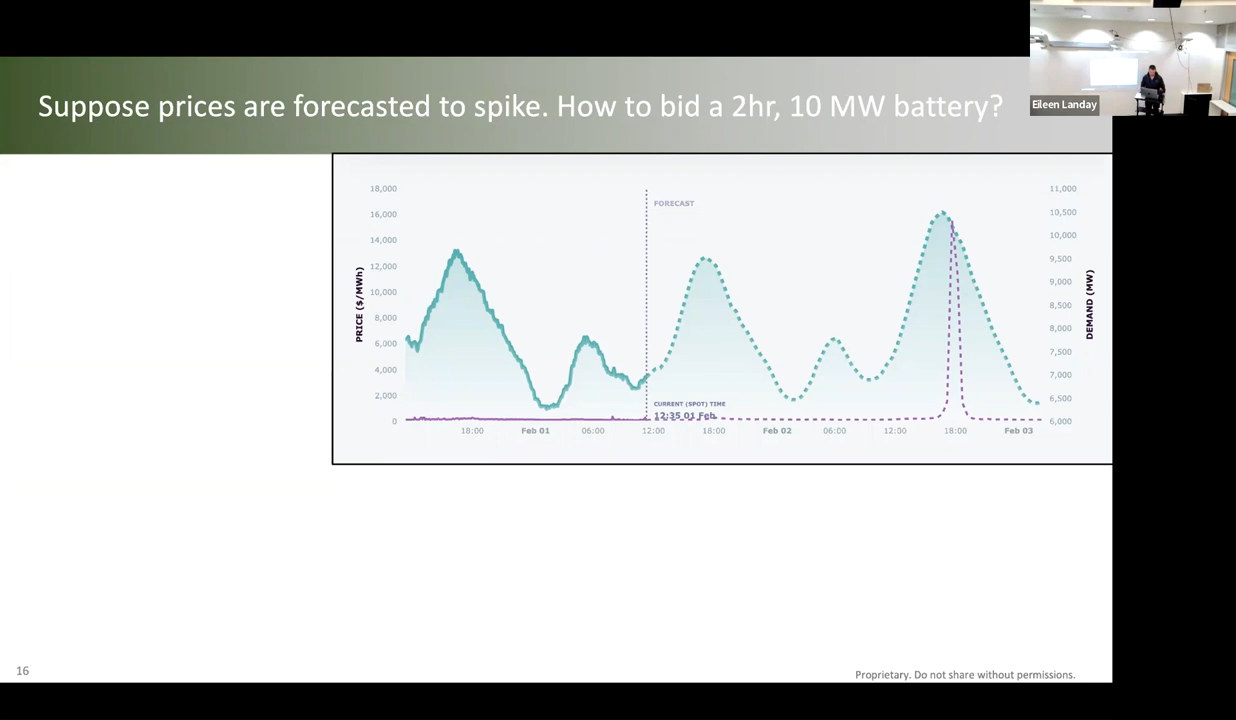 Suppose prices are forecasted to spike. How to bid a 2hr, 10 MW battery?
Eileen Landay
PRICE ($/MWh)
18,000
16,000
14,000
12,000
10,000
8,000
6,000
4,000
2,000
0
FORECAST
CURRENT (SPOT) TIME
12:35 01 Feb
18:00 Feb 01 06:00 12:00 18:00 Feb 02 06:00 12:00 18:00 Feb 03
11,000
10,500
10,000
9,500
9,000
8,500
8,000
7,500
7,000
6,500
6,000
DEMAND (MW)
16
Proprietary. Do not share without permissions.